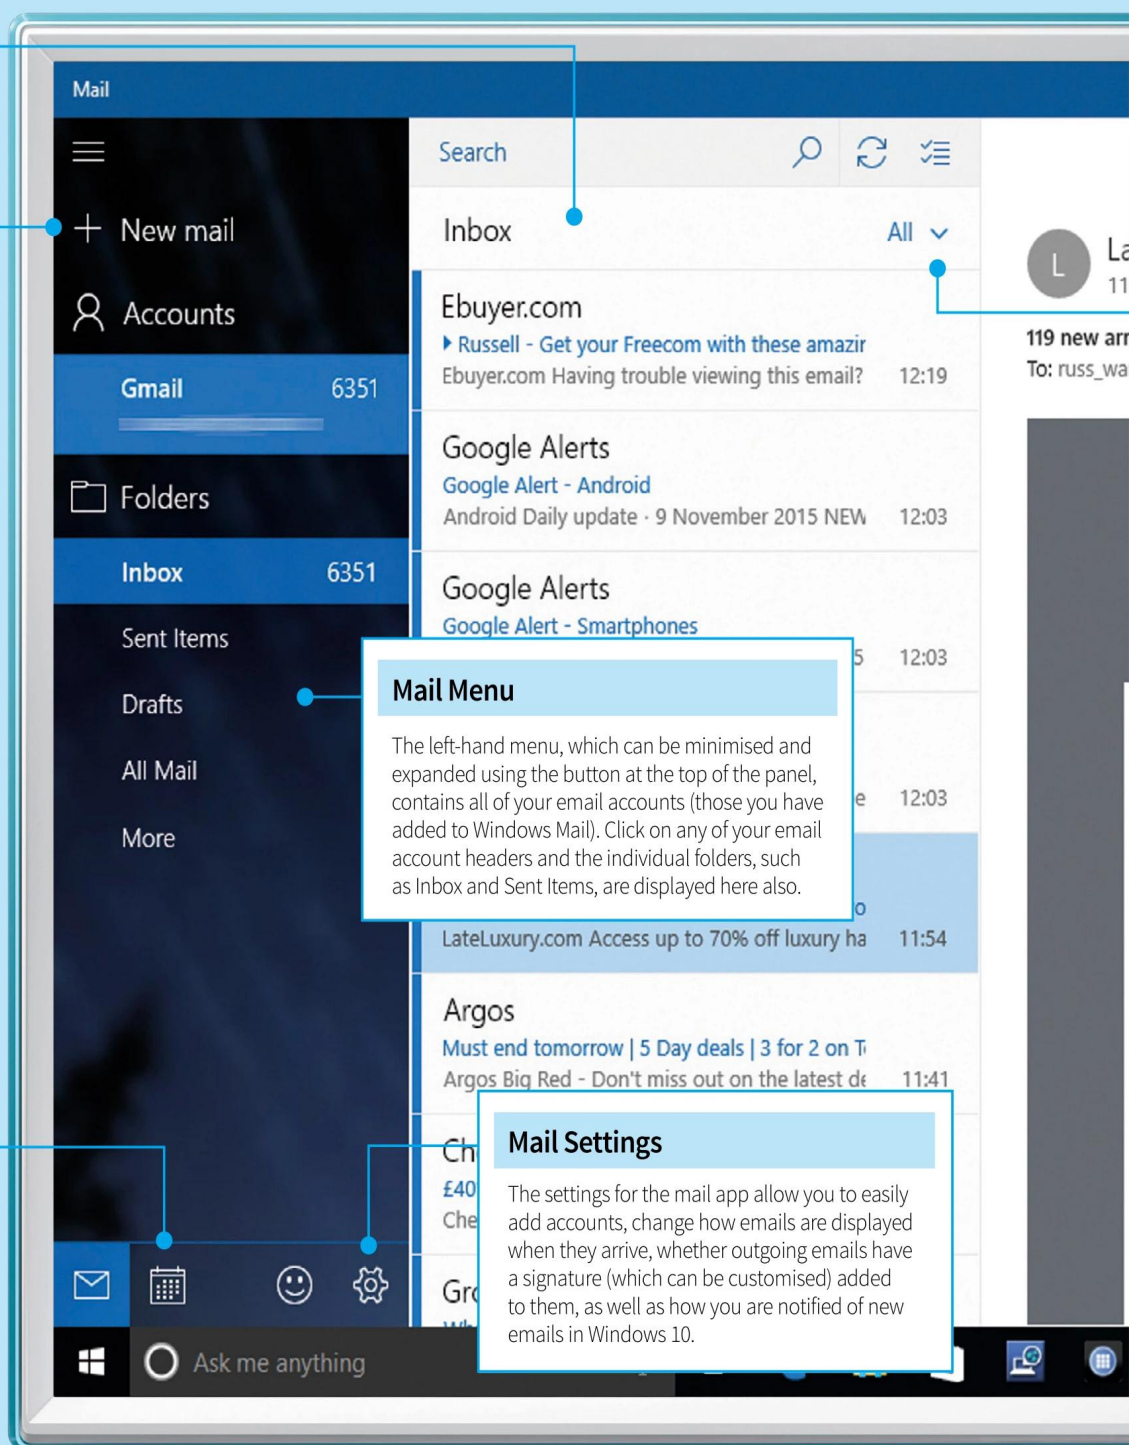 Mail
New mail
Accounts
Gmail 6351
Folders
Inbox 6351
Sent Items
Drafts
All Mail
More
Search
Inbox All
Ebuyer.com
Russell - Get your Freecom with these amazin
Ebuyer.com Having trouble viewing this email? 12:19
Google Alerts
Google Alert - Android
Android Daily update · 9 November 2015 NEW 12:03
Google Alerts
Google Alert - Smartphones
5 12:03
e 12:03
o
LateLuxury.com Access up to 70% off luxury ha 11:54
Argos
Must end tomorrow | 5 Day deals | 3 for 2 on T
Argos Big Red - Don't miss out on the latest de 11:41
Ch
£40
Che
Gro
L
La
11
119 new arr
To: russ_wa
Mail Menu
The left-hand menu, which can be minimised and
expanded using the button at the top of the panel,
contains all of your email accounts (those you have
added to Windows Mail). Click on any of your email
account headers and the individual folders, such
as Inbox and Sent Items, are displayed here also.
Mail Settings
The settings for the mail app allow you to easily
add accounts, change how emails are displayed
when they arrive, whether outgoing emails have
a signature (which can be customised) added
to them, as well as how you are notified of new
emails in Windows 10.
Ask me anything